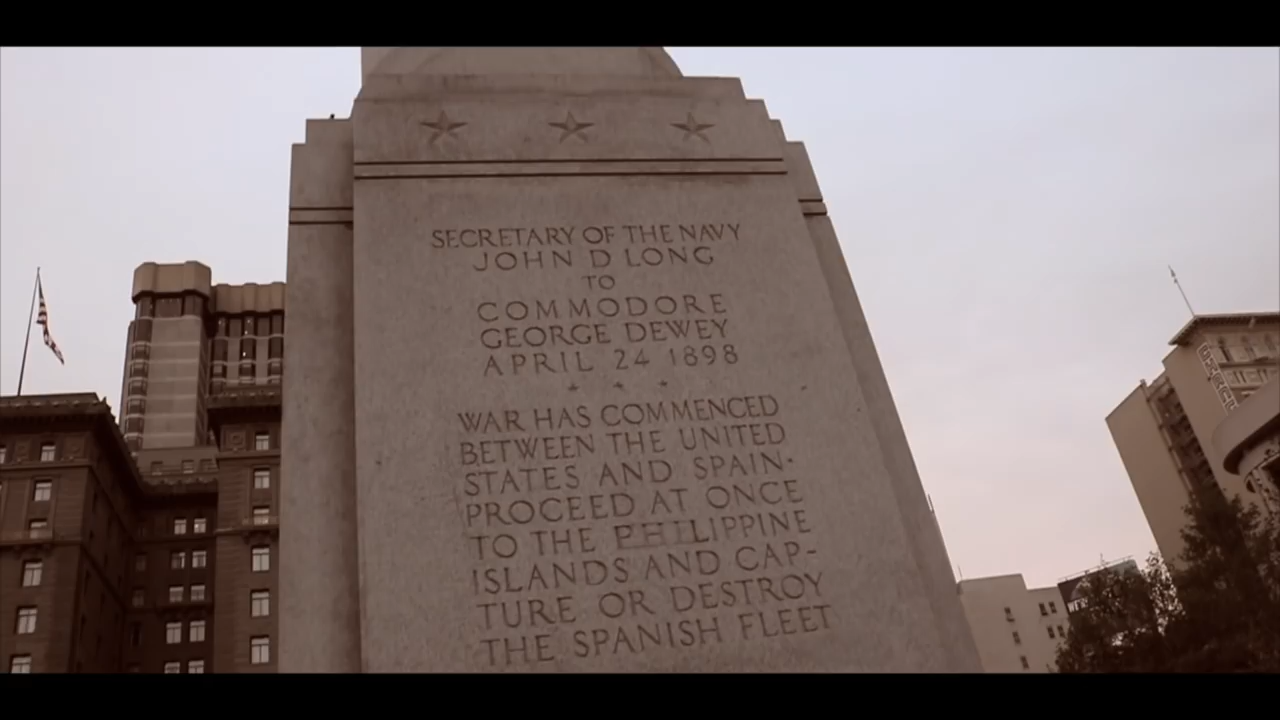 SECRETARY OF THE NAVY
JOHN D LONG
TO
COMMODORE
GEORGE DEWEY
APRIL 24 1898
WAR HAS COMMENCED
BETWEEN THE UNITED
STATES AND SPAIN·
PROCEED AT ONCE
TO THE PHILIPPINE
ISLANDS AND CAP-
TURE OR DESTROY
THE SPANISH FLEET